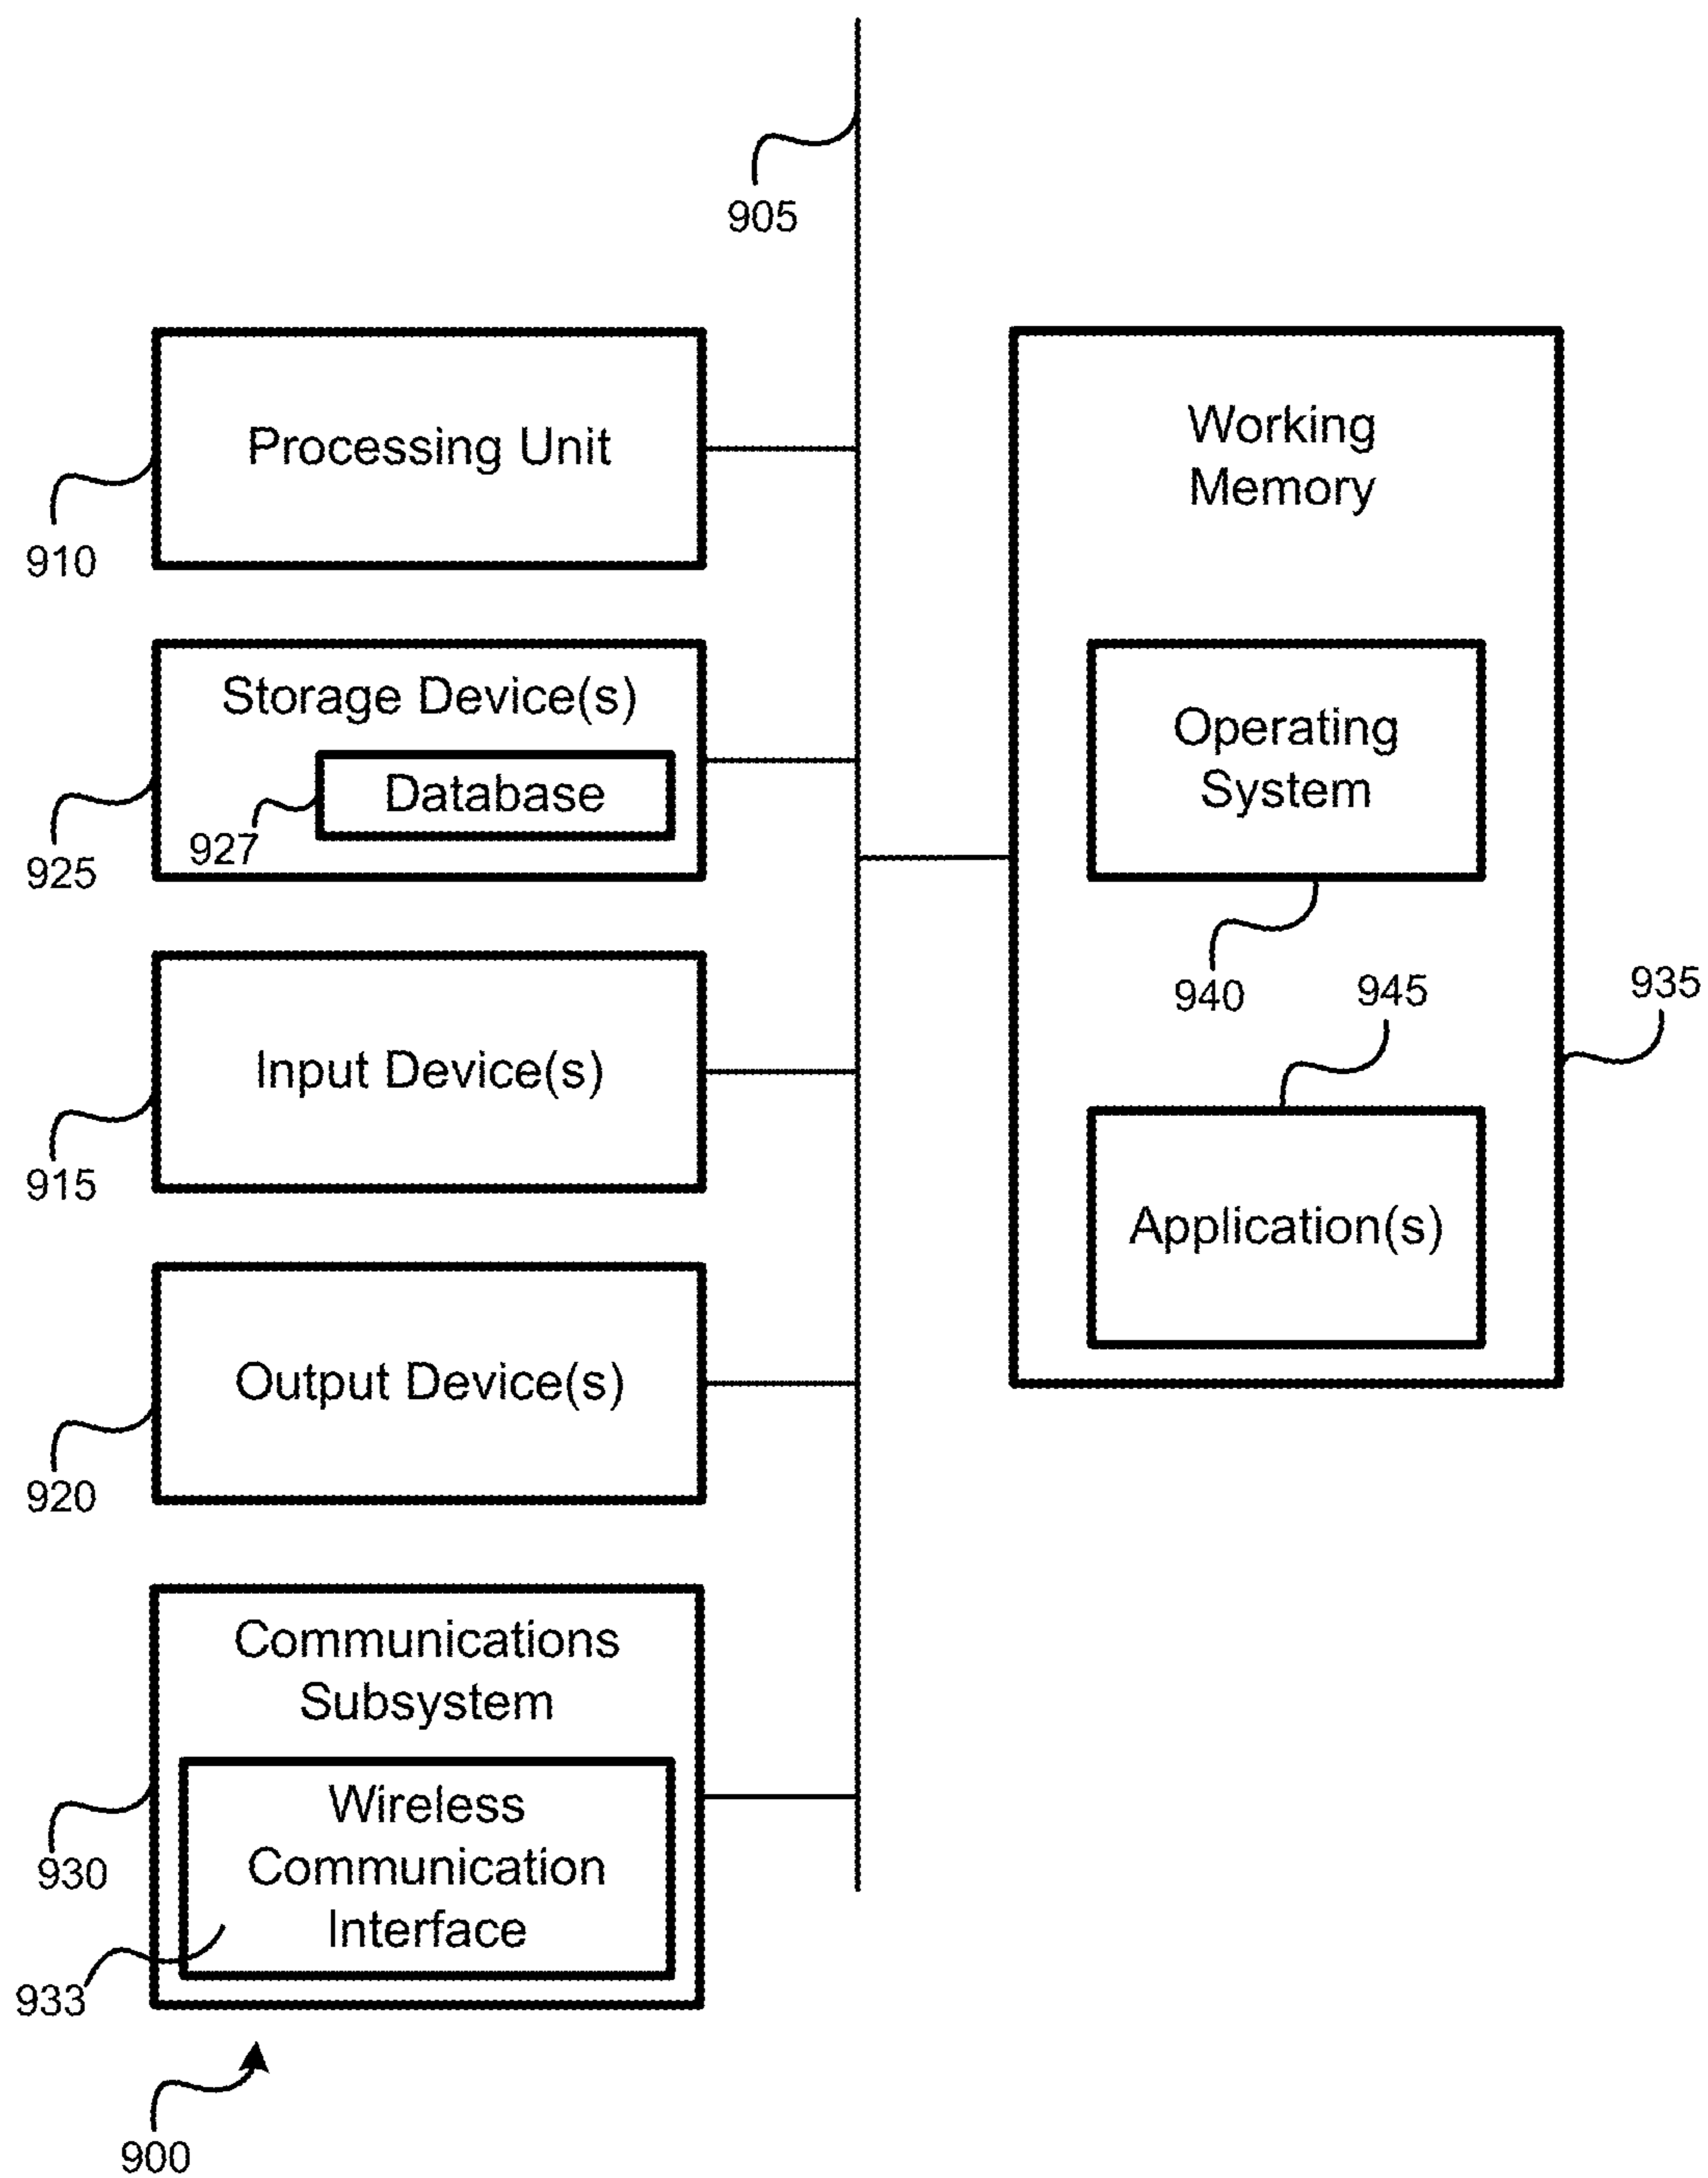 905
Processing Unit
910
Working
Memory
Storage Device(s)
Database
927
925
Operating
System
940
945
935
Input Device(s)
915
Application(s)
Output Device(s)
920
Communications
Subsystem
Wireless
Communication
Interface
930
933
900